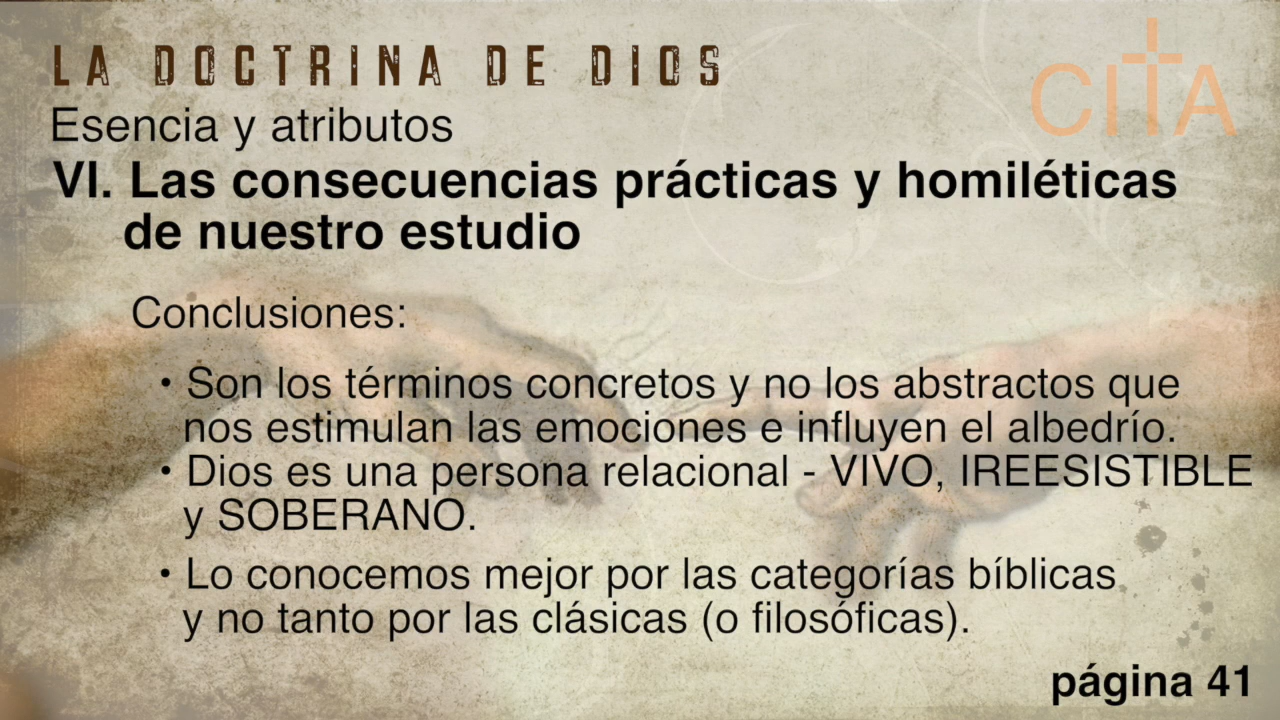 LA DOCTRINA DE DIOS
CITA
Esencia y atributos
VI. Las consecuencias prácticas y homiléticas
de nuestro estudio
Conclusiones:
• Son los términos concretos y no los abstractos que
nos estimulan las emociones e influyen el albedrío.
• Dios es una persona relacional - VIVO, IREESISTIBLE
y SOBERANO.
• Lo conocemos mejor por las categorías bíblicas
y no tanto por las clásicas (o filosóficas).
página 41